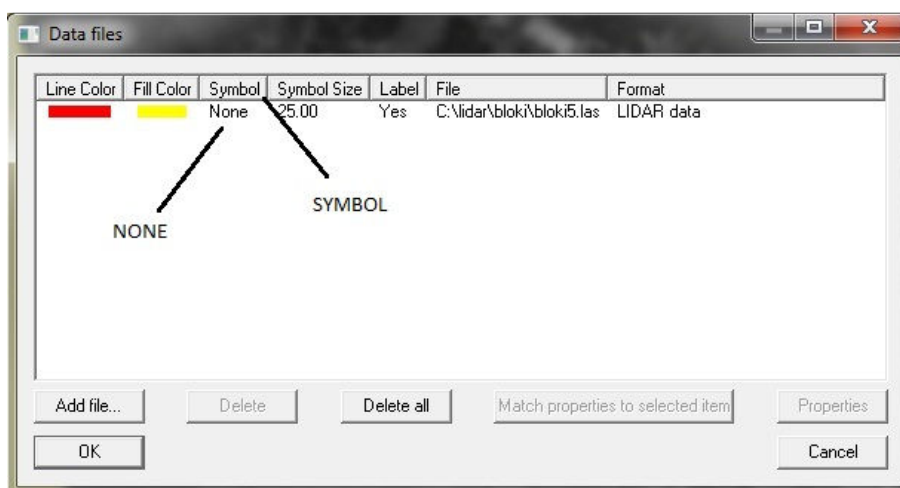 Data files
Line Color Fill Color Symbol Symbol Size Label File Format
None 25.00 Yes C:\lidar\bloki\bloki5.las LIDAR data
SYMBOL
NONE
Add file... Delete Delete all Match properties to selected item Properties
OK Cancel